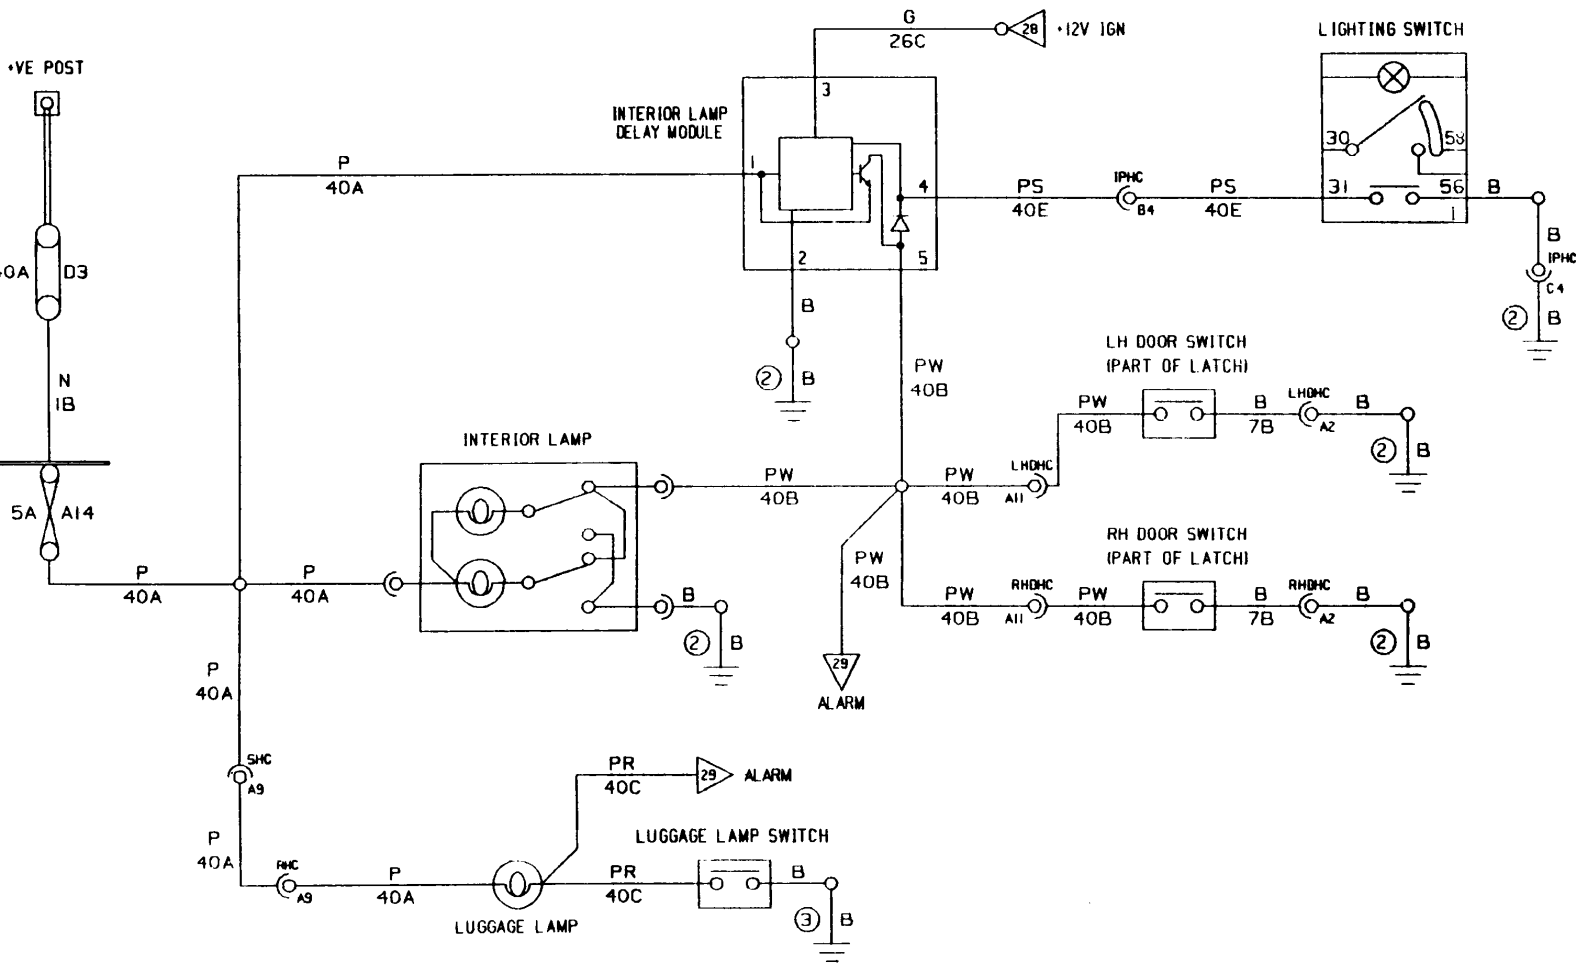 +VE POST
D3
N
1B
5A A14
P
40A
P
40A
P
40A
P
40A
SHC
A9
P
40A
RHC
A9
P
40A
LUGGAGE LAMP
PR
40C
29
ALARM
PR
40C
LUGGAGE LAMP SWITCH
B
3
B
INTERIOR LAMP
B
2
B
INTERIOR LAMP
DELAY MODULE
1
3
4
2
5
G
26C
28
+12V IGN
B
2
B
PS
40E
IPHC
B4
PS
40E
LIGHTING SWITCH
30
58
31
56
1
B
B
IPHC
C4
2
B
PW
40B
PW
40B
PW
40B
LHDHC
A11
PW
40B
LH DOOR SWITCH
(PART OF LATCH)
B
7B
LHDHC
A2
B
2
B
PW
40B
29
ALARM
PW
40B
RHDHC
A11
PW
40B
RH DOOR SWITCH
(PART OF LATCH)
B
7B
RHDHC
A2
B
2
B